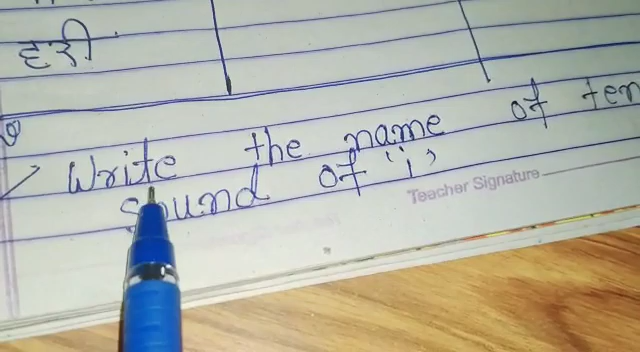 दरी
Write the name of ten
sound of 'i'
Teacher Signature